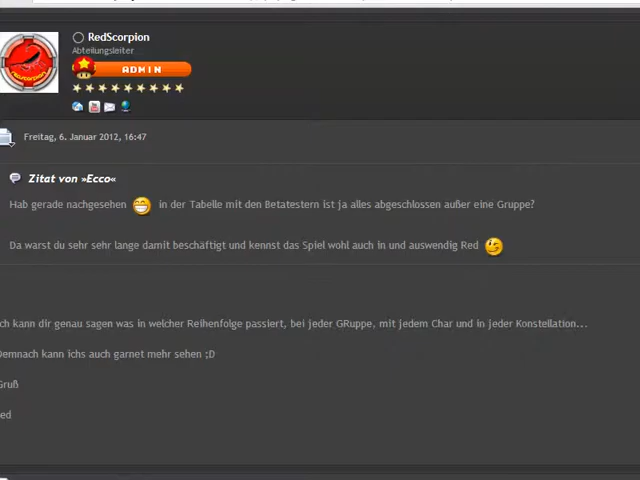 RedScorpion
Abteilungsleiter
ADMIN
Freitag, 6. Januar 2012, 16:47
Zitat von »Ecco«
Hab gerade nachgesehen in der Tabelle mit den Betatestern ist ja alles abgeschlossen außer eine Gruppe?
Da warst du sehr sehr lange damit beschäftigt und kennst das Spiel wohl auch in und auswendig Red
ch kann dir genau sagen was in welcher Reihenfolge passiert, bei jeder GRuppe, mit jedem Char und in jeder Konstellation...
Demnach kann ichs auch garnet mehr sehen ;D
Gruß
ed